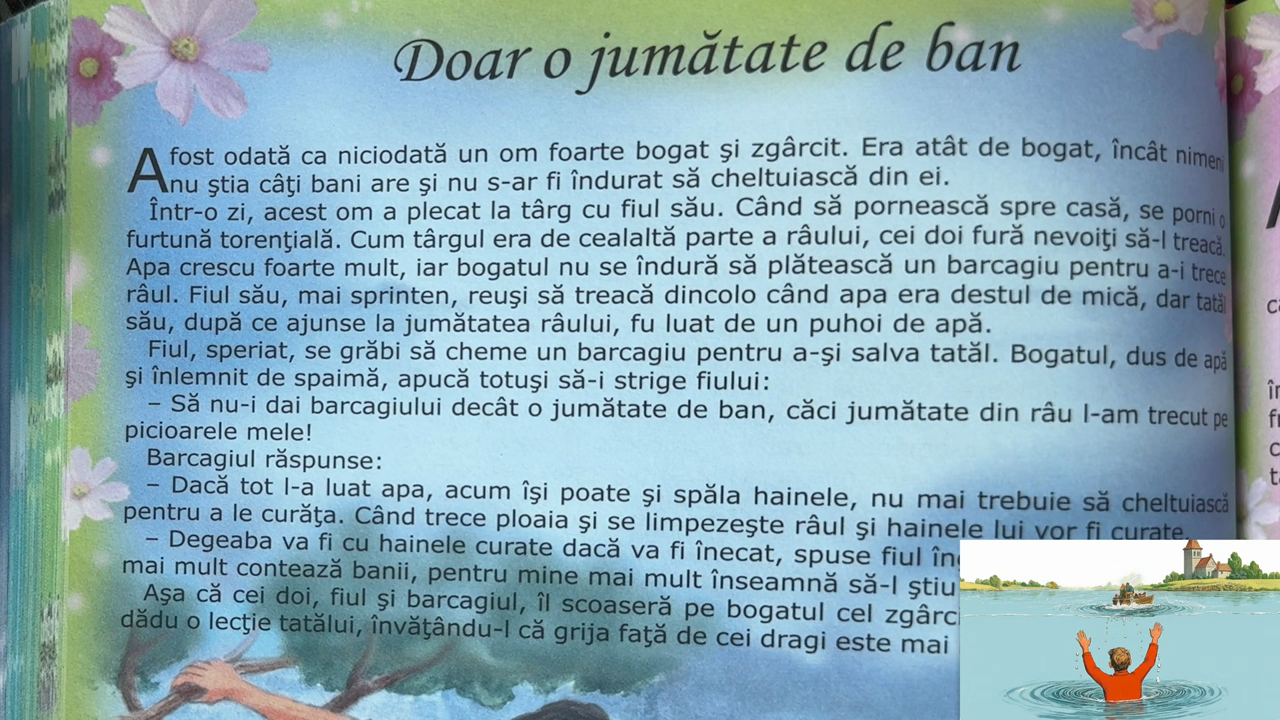 Doar o jumătate de ban
A fost odată ca niciodată un om foarte bogat şi zgârcit. Era atât de bogat, încât nimeni
nu ştia câţi bani are şi nu s-ar fi îndurat să cheltuiască din ei.
Într-o zi, acest om a plecat la târg cu fiul său. Când să pornească spre casă, se porni o
furtună torenţială. Cum târgul era de cealaltă parte a râului, cei doi fură nevoiţi să-l treacă.
Apa crescu foarte mult, iar bogatul nu se îndură să plătească un barcagiu pentru a-i trece
râul. Fiul său, mai sprinten, reuşi să treacă dincolo când apa era destul de mică, dar tatăl
său, după ce ajunse la jumătatea râului, fu luat de un puhoi de apă.
Fiul, speriat, se grăbi să cheme un barcagiu pentru a-şi salva tatăl. Bogatul, dus de apă
şi înlemnit de spaimă, apucă totuşi să-i strige fiului:
– Să nu-i dai barcagiului decât o jumătate de ban, căci jumătate din râu l-am trecut pe
picioarele mele!
Barcagiul răspunse:
– Dacă tot l-a luat apa, acum îşi poate şi spăla hainele, nu mai trebuie să cheltuiască
pentru a le curăţa. Când trece ploaia şi se limpezeşte râul şi hainele lui vor fi curate.
– Degeaba va fi cu hainele curate dacă va fi înecat, spuse fiul
mai mult contează banii, pentru mine mai mult înseamnă să-l
Aşa că cei doi, fiul şi barcagiul, îl scoaseră pe bogatul cel
dădu o lecţie tatălui, învăţându-l că grija faţă de cei dragi este mai